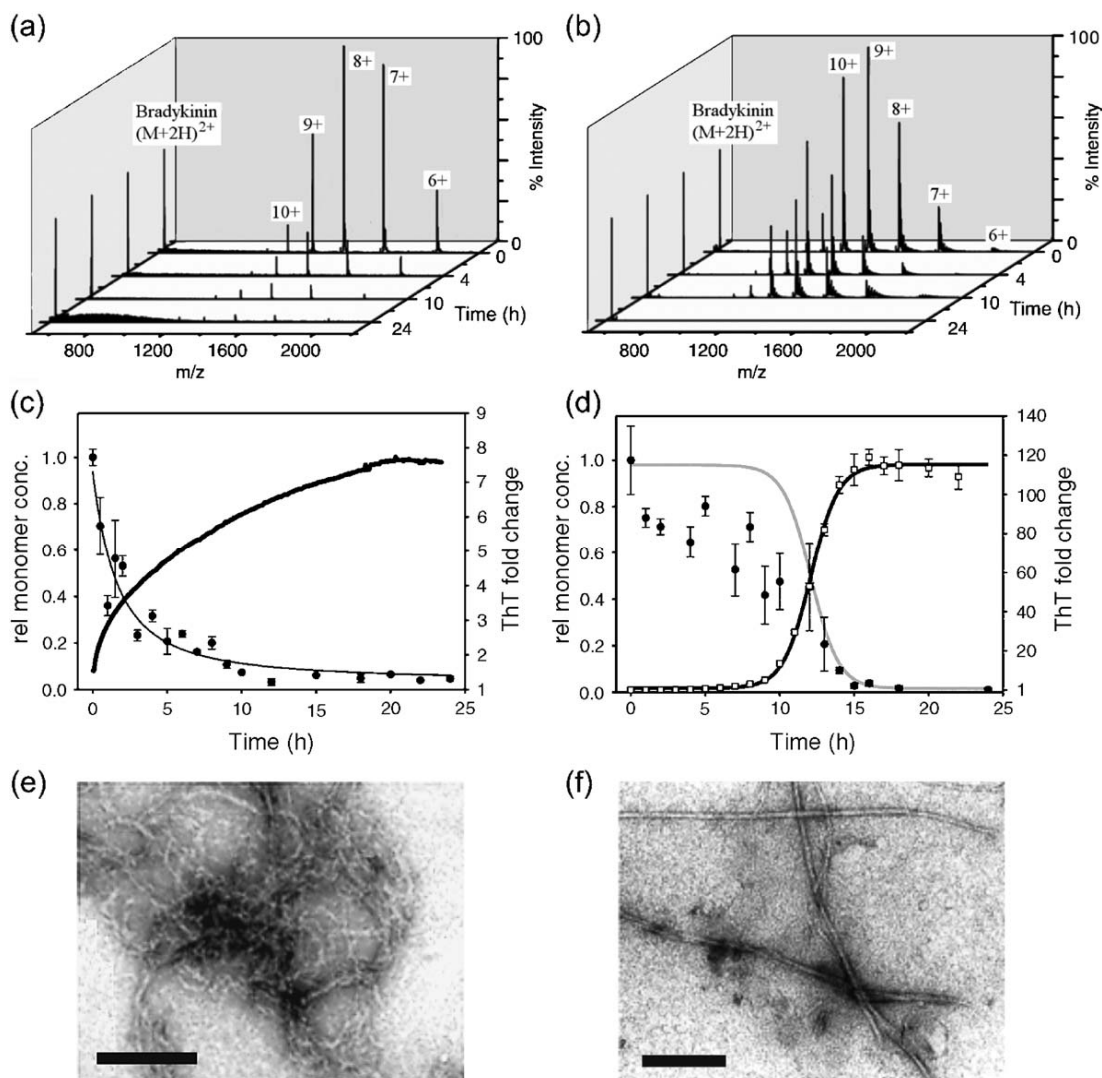 (a)
100
8+
7+
Bradykinin
(M+2H)2+
9+
6+
10+
% Intensity
0
0
4
10
24
Time (h)
800 1200 1600 2000
m/z
(b)
100
9+
10+
8+
Bradykinin
(M+2H)2+
7+
6+
% Intensity
0
0
4
10
24
Time (h)
800 1200 1600 2000
m/z
(c)
rel monomer conc.
1.0
0.8
0.6
0.4
0.2
0.0
9
8
7
6
5
4
3
2
1
ThT fold change
0 5 10 15 20 25
Time (h)
(d)
rel monomer conc.
1.0
0.8
0.6
0.4
0.2
0.0
140
120
100
80
60
40
20
1
ThT fold change
0 5 10 15 20 25
Time (h)
(e)
(f)